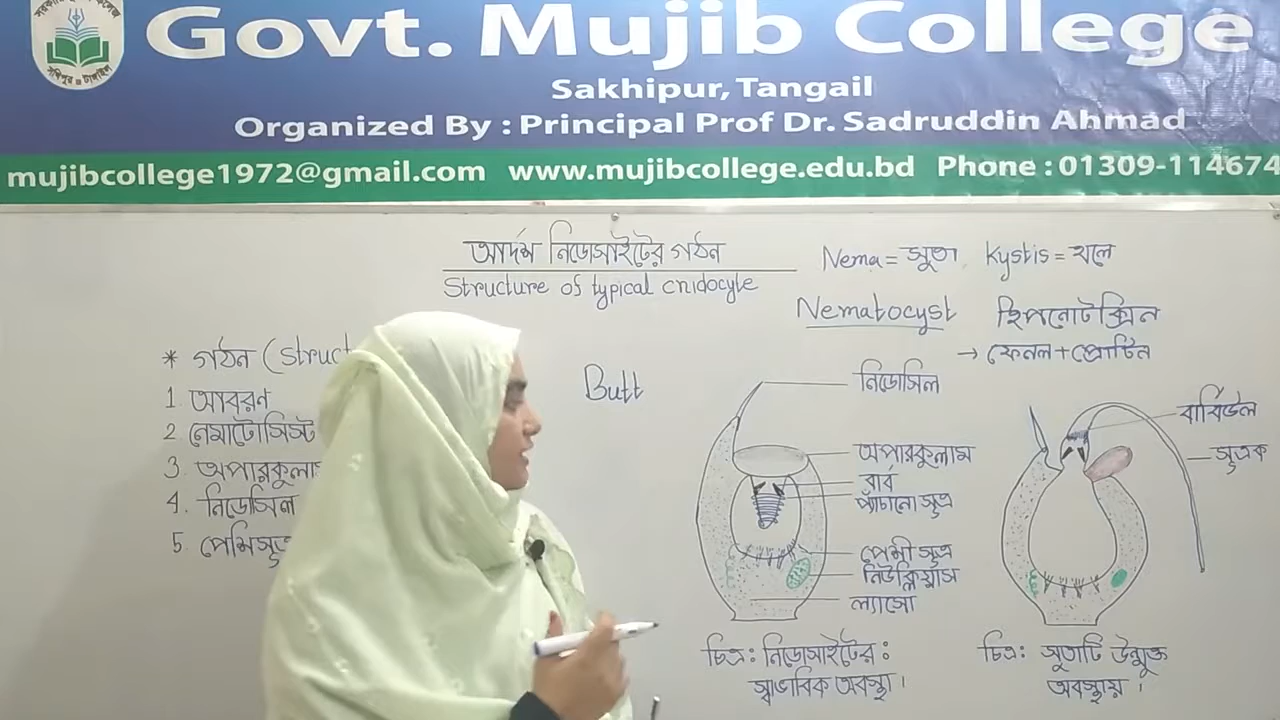 Govt. Mujib College
Sakhipur, Tangail
Organized By : Principal Prof Dr. Sadruddin Ahmad
mujibcollege1972@gmail.com www.mujibcollege.edu.bd Phone : 01309-114674
আদর্শ নিডোসাইটের গঠন
Structure of typical cnidocyte
Nema = সুতা, Kystis = থলে
Nematocyst হিপনোটক্সিন
→ ফেনল + প্রোটিন
* গঠন (Struct
1. আবরণ
2 নেমাটোসিস্ট
3. অপারকুলাম
4. নিডোসিল
5. পেশিসূত্র
Butt
নিডোসিল
অপারকুলাম
বার্ব
প্যাঁচানো সূত্র
পেশী সূত্র
নিউক্লিয়াস
ল্যাসো
চিত্র : নিডোসাইটের :
স্বাভাবিক অবস্থা ।
বার্বিউল
সূত্রক
চিত্র : সুতাটি উন্মুক্ত
অবস্থায় ।